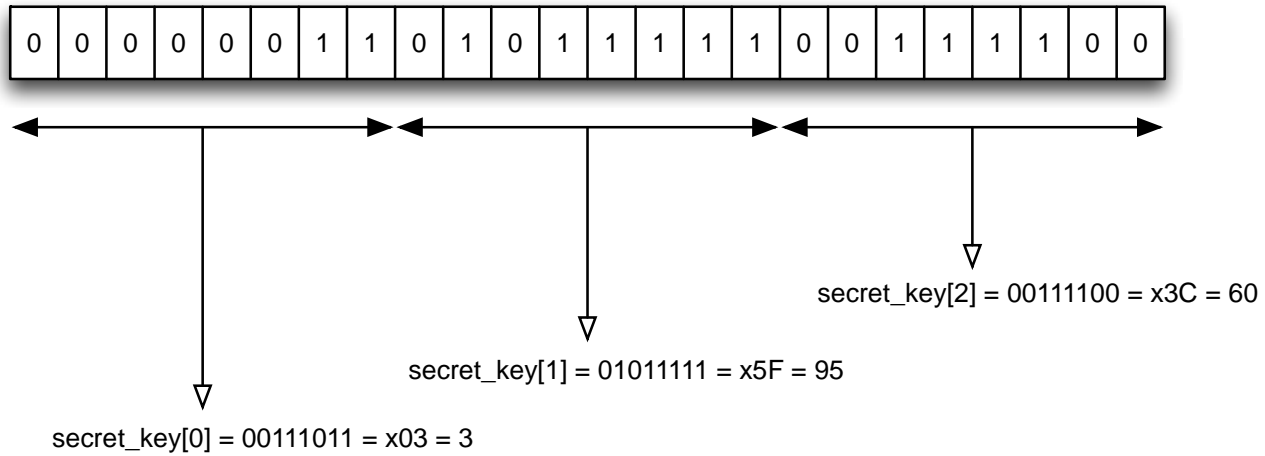 0 0 0 0 0 0 1 1 0 1 0 1 1 1 1 1 0 0 1 1 1 1 0 0
secret_key[2] = 00111100 = x3C = 60
secret_key[1] = 01011111 = x5F = 95
secret_key[0] = 00111011 = x03 = 3